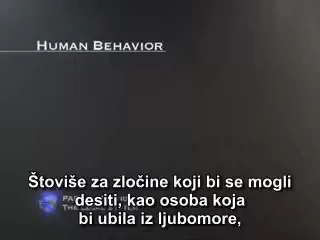 HUMAN BEHAVIOR
Štoviše za zločine koji bi se mogli
desiti, kao osoba koja
bi ubila iz ljubomore,